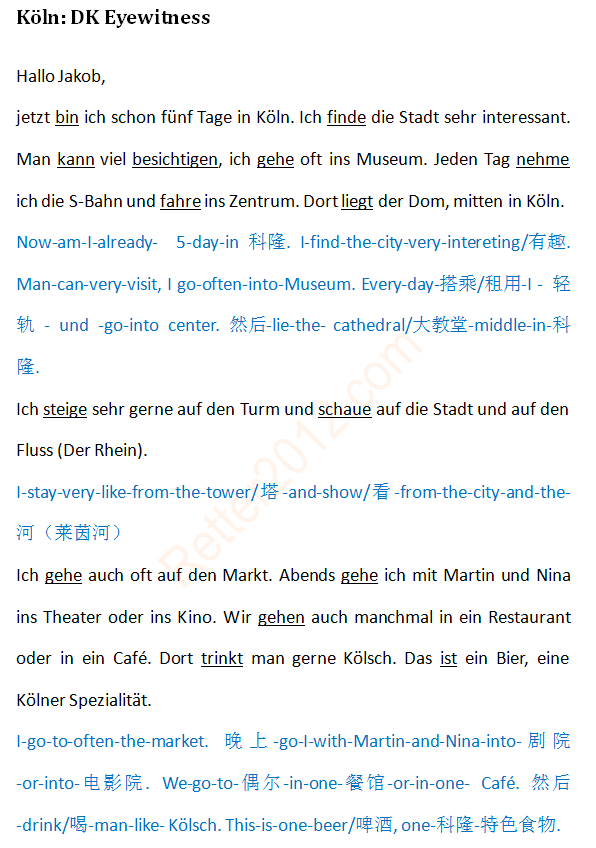 Köln: DK Eyewitness
Hallo Jakob,
jetzt bin ich schon fünf Tage in Köln. Ich finde die Stadt sehr interessant.
Man kann viel besichtigen, ich gehe oft ins Museum. Jeden Tag nehme
ich die S-Bahn und fahre ins Zentrum. Dort liegt der Dom, mitten in Köln.
Now-am-I-already- 5-day-in 科隆. I-find-the-city-very-intereting/有趣.
Man-can-very-visit, I go-often-into-Museum. Every-day-搭乘/租用-I - 轻
轨 - und -go-into center. 然后-lie-the- cathedral/大教堂-middle-in-科
隆.
Ich steige sehr gerne auf den Turm und schaue auf die Stadt und auf den
Fluss (Der Rhein).
I-stay-very-like-from-the-tower/塔-and-show/看-from-the-city-and-the-
河（莱茵河）
Ich gehe auch oft auf den Markt. Abends gehe ich mit Martin und Nina
ins Theater oder ins Kino. Wir gehen auch manchmal in ein Restaurant
oder in ein Café. Dort trinkt man gerne Kölsch. Das ist ein Bier, eine
Kölner Spezialität.
I-go-to-often-the-market. 晚上-go-I-with-Martin-and-Nina-into-剧院
-or-into-电影院. We-go-to-偶尔-in-one-餐馆-or-in-one- Café. 然后
-drink/喝-man-like- Kölsch. This-is-one-beer/啤酒, one-科隆-特色食物.
Retter2012.com